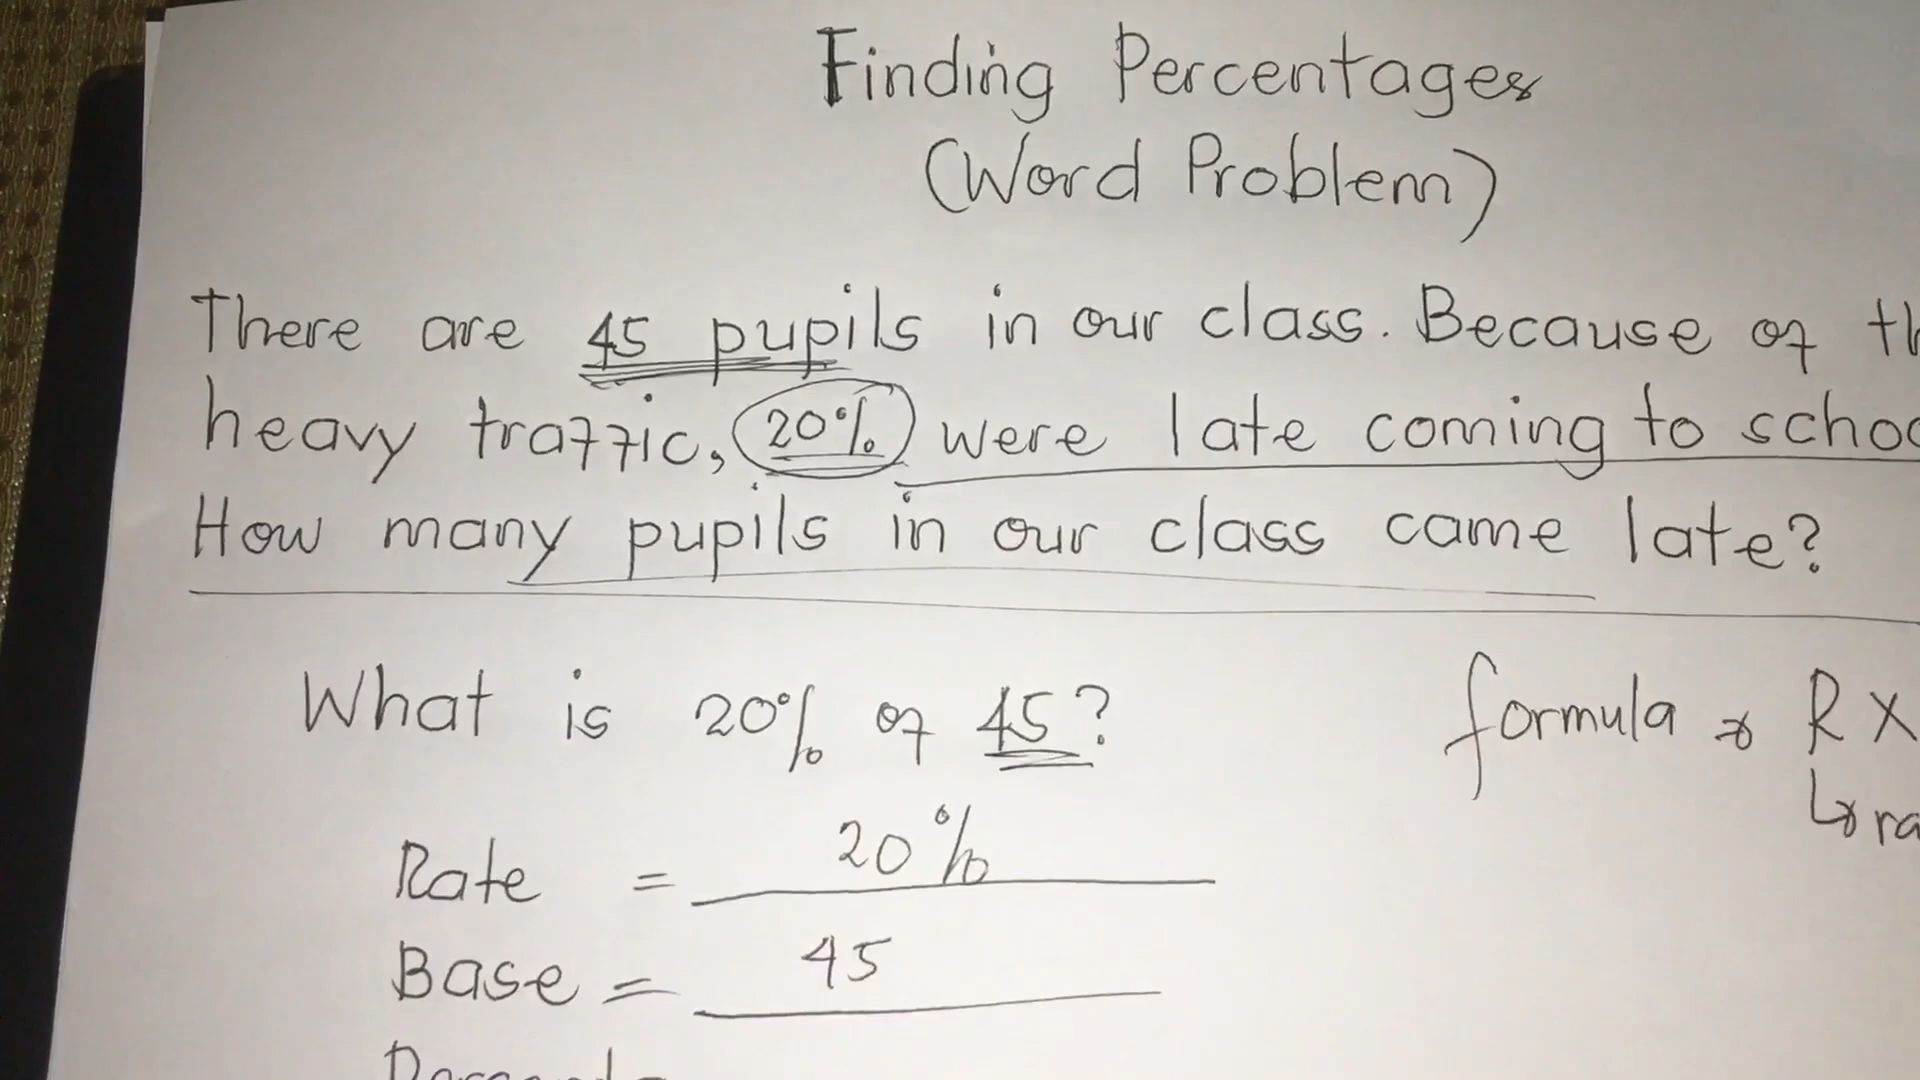 Finding Percentages
(Word Problem)
There are 45 pupils in our class. Because of
heavy traffic, 20% were late coming to
How many pupils in our class came late?
What is 20% of 45?
formula → R X
Rate = 20%
Base = 45